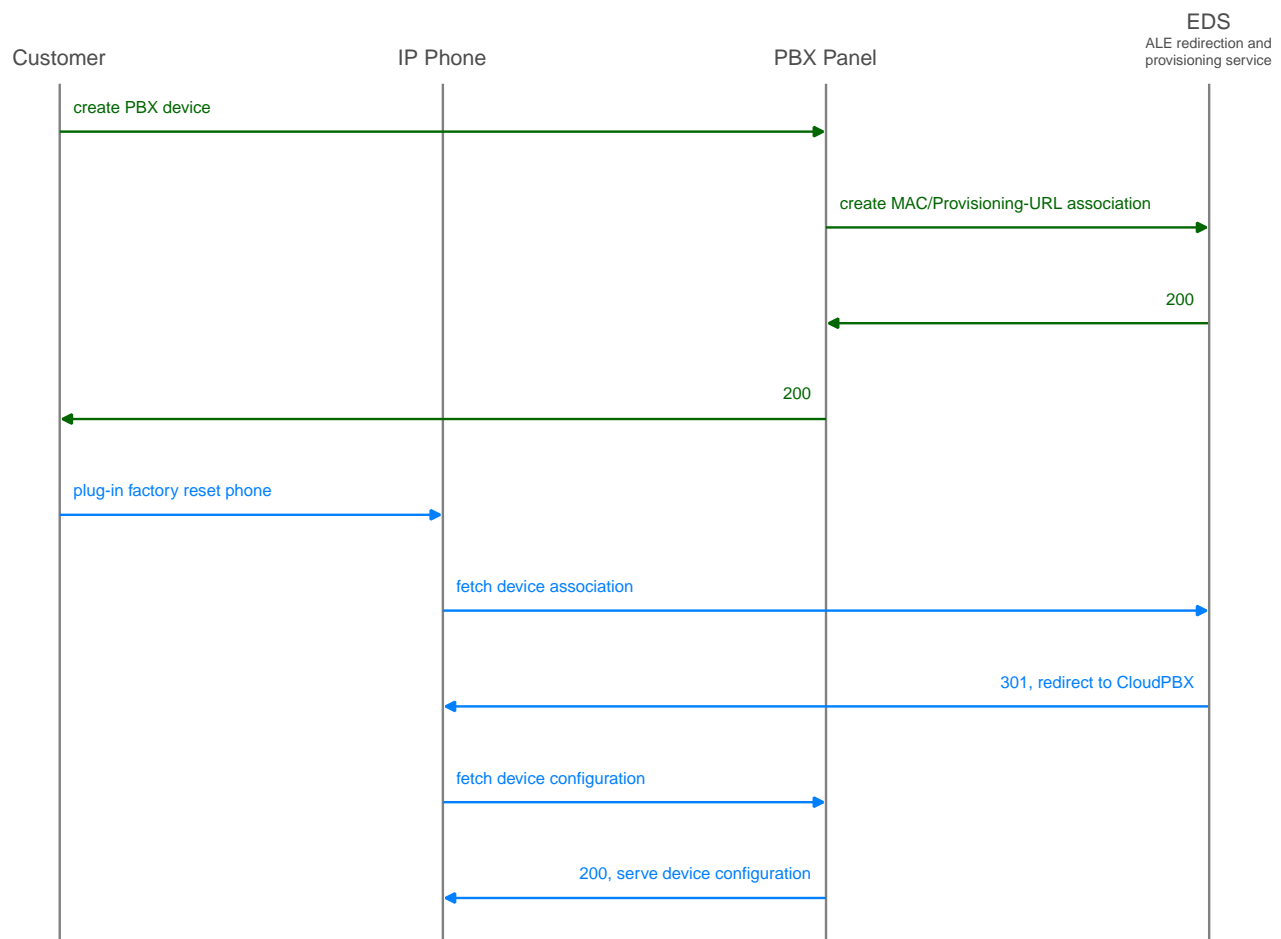 EDS
ALE redirection and
provisioning service
Customer
IP Phone
PBX Panel
create PBX device
create MAC/Provisioning-URL association
200
200
plug-in factory reset phone
fetch device association
301, redirect to CloudPBX
fetch device configuration
200, serve device configuration